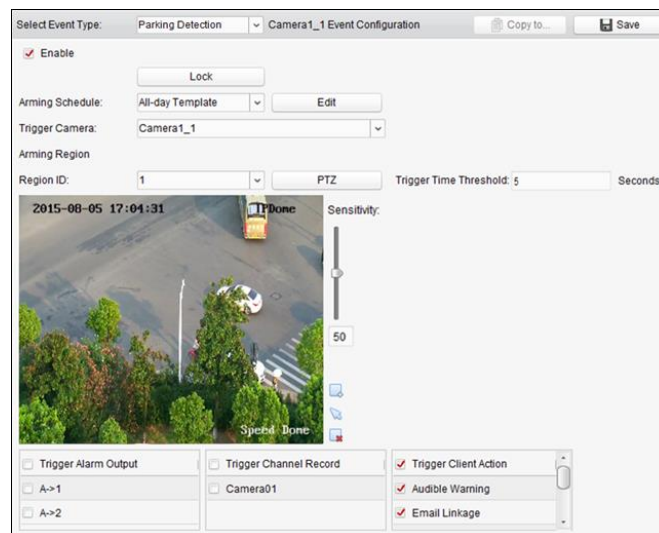 Select Event Type: Parking Detection Camera1_1 Event Configuration Copy to... Save
Enable
Lock
Arming Schedule: All-day Template Edit
Trigger Camera: Camera1_1
Arming Region
Region ID: 1 PTZ Trigger Time Threshold: 5 Seconds
2015-08-05 17:04:31 IPDome Sensitivity:
50
Speed Dome
Trigger Alarm Output Trigger Channel Record Trigger Client Action
A->1 Camera01 Audible Warning
A->2 Email Linkage